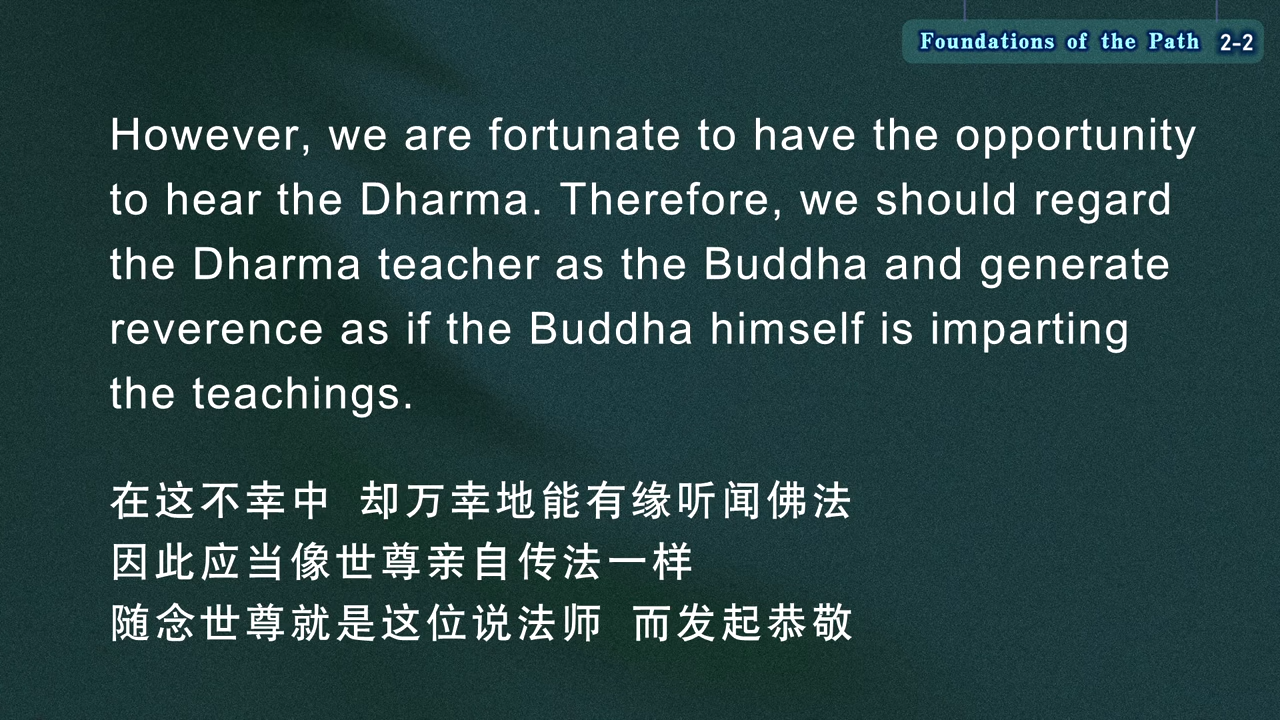 Foundations of the Path 2-2
However, we are fortunate to have the opportunity
to hear the Dharma. Therefore, we should regard
the Dharma teacher as the Buddha and generate
reverence as if the Buddha himself is imparting
the teachings.
在这不幸中 却万幸地能有缘听闻佛法
因此应当像世尊亲自传法一样
随念世尊就是这位说法师 而发起恭敬